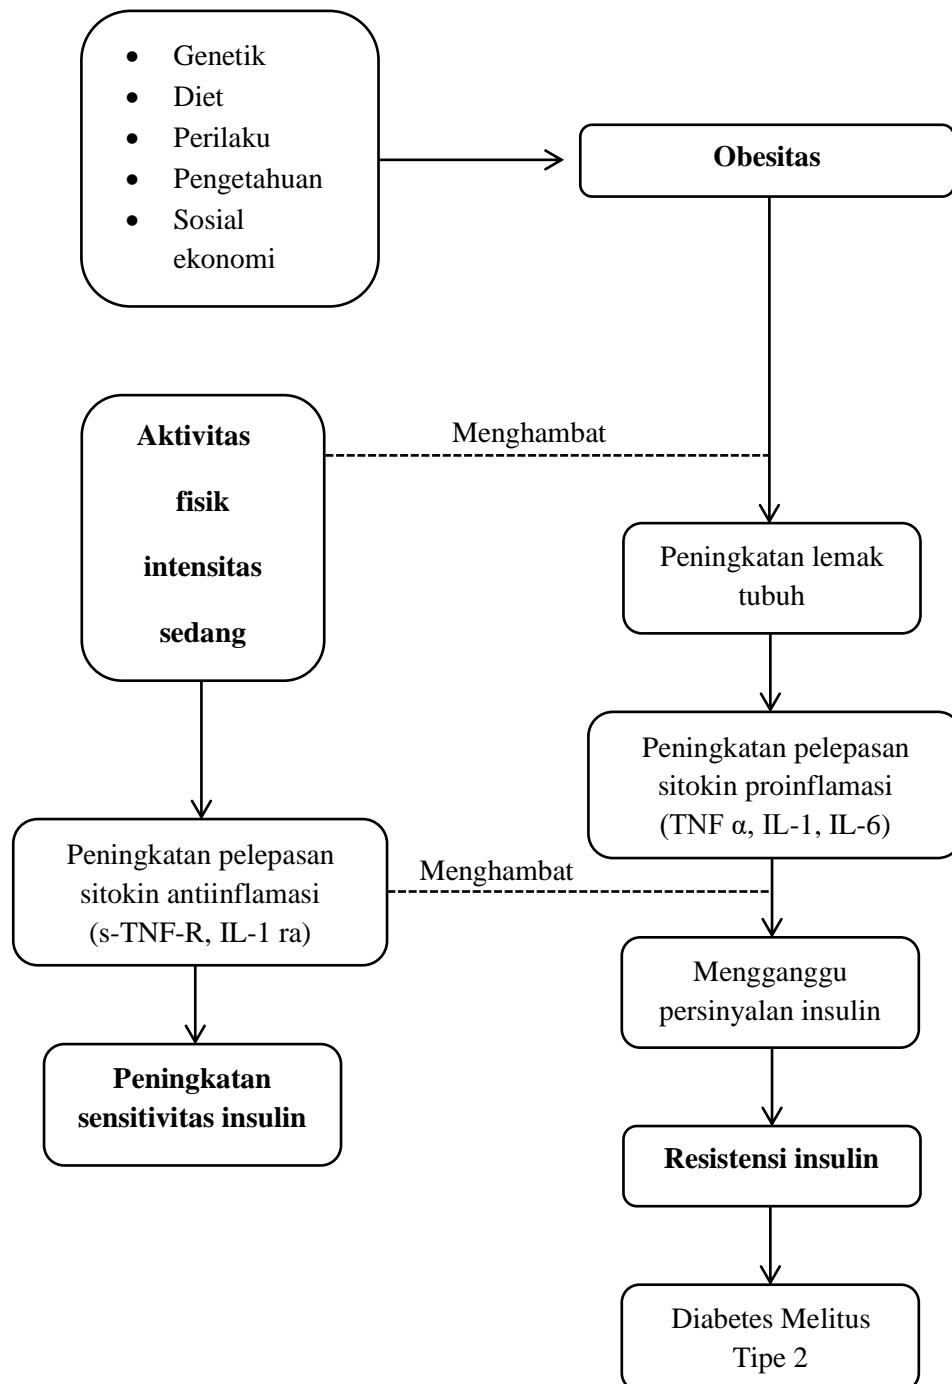 • Genetik
• Diet
• Perilaku
• Pengetahuan
• Sosial
ekonomi
Obesitas
Aktivitas
fisik
intensitas
sedang
Menghambat
Peningkatan lemak
tubuh
Peningkatan pelepasan
sitokin proinflamasi
(TNF α, IL-1, IL-6)
Peningkatan pelepasan
sitokin antiinflamasi
(s-TNF-R, IL-1 ra)
Menghambat
Mengganggu
persinyalan insulin
Peningkatan
sensitivitas insulin
Resistensi insulin
Diabetes Melitus
Tipe 2